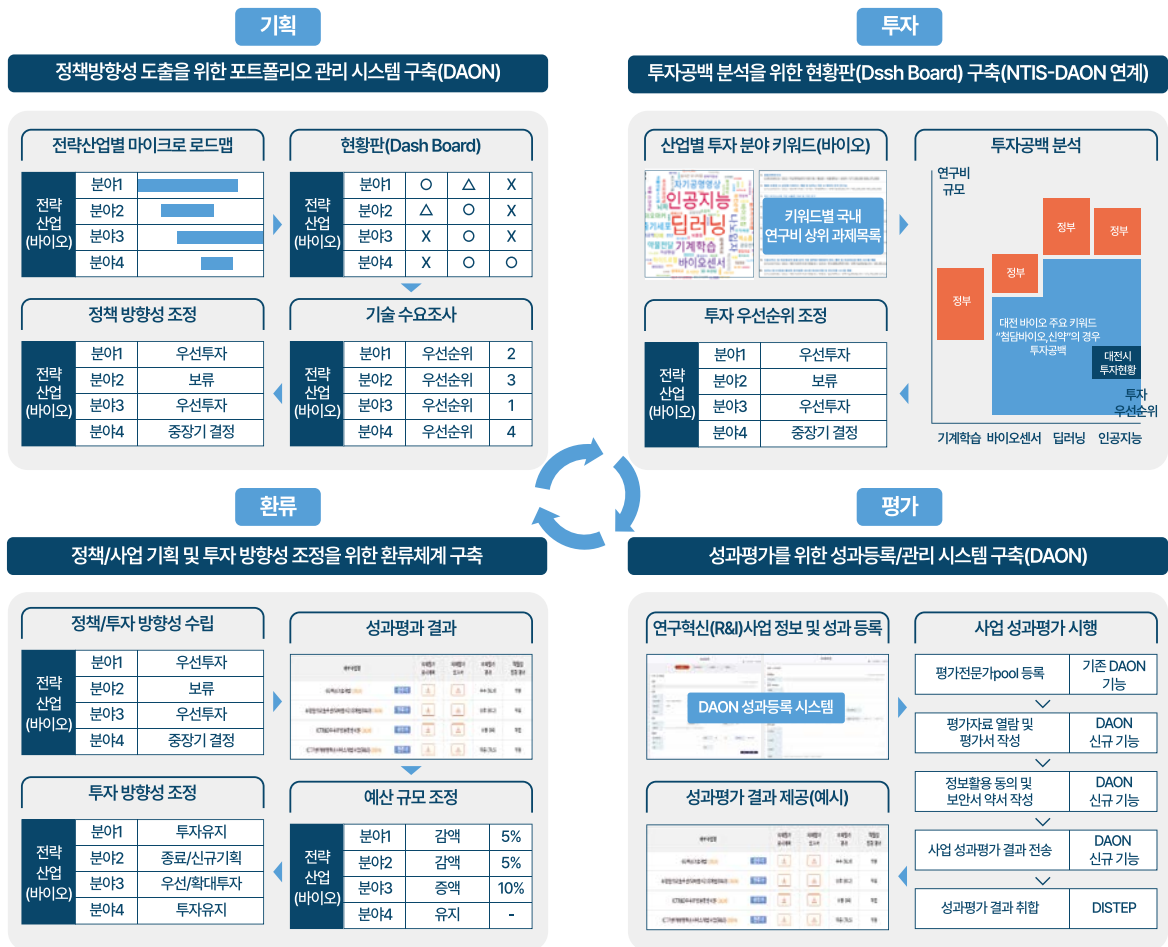 기획
정책방향성 도출을 위한 포트폴리오 관리 시스템 구축(DAON)
전략산업별 마이크로 로드맵
전략
산업
(바이오)
분야1
분야2
분야3
분야4
현황판(Dash Board)
전략
산업
(바이오)
분야1 O △ X
분야2 △ O X
분야3 X O X
분야4 X O O
정책 방향성 조정
전략
산업
(바이오)
분야1 우선투자
분야2 보류
분야3 우선투자
분야4 중장기 결정
기술 수요조사
전략
산업
(바이오)
분야1 우선순위 2
분야2 우선순위 3
분야3 우선순위 1
분야4 우선순위 4
투자
투자공백 분석을 위한 현황판(Dssh Board) 구축(NTIS-DAON 연계)
산업별 투자 분야 키워드(바이오)
자기공명영상
인공지능
딥러닝
기계학습
바이오센서
키워드별 국내
연구비 상위 과제목록
투자공백 분석
연구비
규모
정부
정부
정부
정부
대전 바이오 주요 키워드
“첨담바이오,신약”의 경우
투자공백
대전시
투자현황
투자
우선순위
기계학습 바이오센서 딥러닝 인공지능
투자 우선순위 조정
전략
산업
(바이오)
분야1 우선투자
분야2 보류
분야3 우선투자
분야4 중장기 결정
환류
정책/사업 기획 및 투자 방향성 조정을 위한 환류체계 구축
정책/투자 방향성 수립
전략
산업
(바이오)
분야1 우선투자
분야2 보류
분야3 우선투자
분야4 중장기 결정
성과평과 결과
투자 방향성 조정
전략
산업
(바이오)
분야1 투자유지
분야2 종료/신규기획
분야3 우선/확대투자
분야4 투자유지
예산 규모 조정
전략
산업
(바이오)
분야1 감액 5%
분야2 감액 5%
분야3 증액 10%
분야4 유지 -
평가
성과평가를 위한 성과등록/관리 시스템 구축(DAON)
연구혁신(R&I)사업 정보 및 성과 등록
DAON 성과등록 시스템
사업 성과평가 시행
평가전문가pool 등록
기존 DAON
기능
평가자료 열람 및
평가서 작성
DAON
신규 기능
정보활용 동의 및
보안서 약서 작성
DAON
신규 기능
사업 성과평가 결과 전송
DAON
신규 기능
성과평가 결과 취합
DISTEP
성과평가 결과 제공(예시)